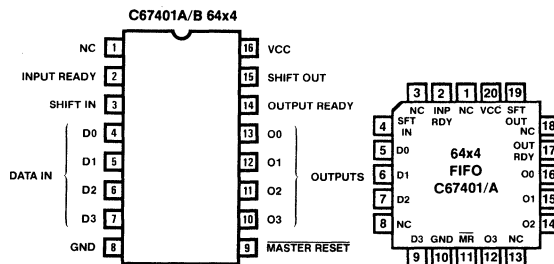 C67401A/B 64x4
NC 1 16 VCC
INPUT READY 2 15 SHIFT OUT
SHIFT IN 3 14 OUTPUT READY
D0 4 13 O0
D1 5 12 O1
DATA IN OUTPUTS
D2 6 11 O2
D3 7 10 O3
GND 8 9 MASTER RESET
3 2 1 20 19
NC INP RDY NC VCC SFT OUT
4 SFT IN NC 18
5 D0 OUT RDY 17
6 D1 O0 16
7 D2 O1 15
8 NC O2 14
64x4
FIFO
C67401/A
D3 GND MR O3 NC
9 10 11 12 13